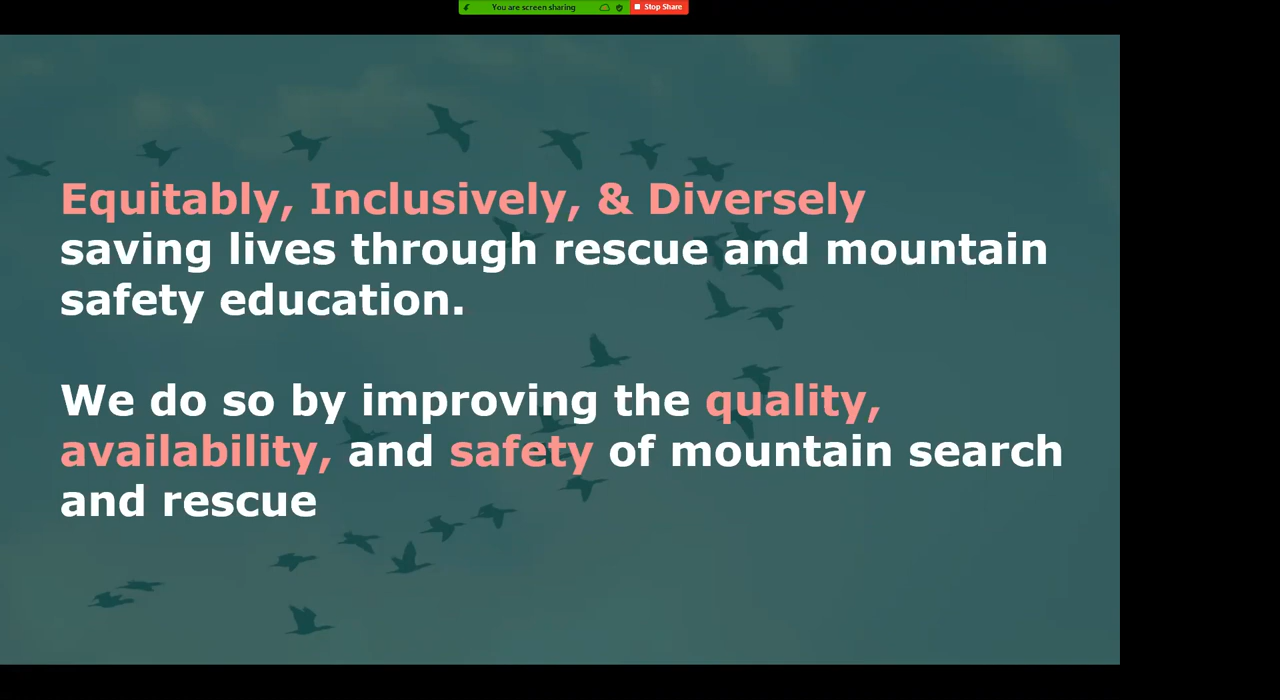 You are screen sharing Stop Share
Equitably, Inclusively, & Diversely
saving lives through rescue and mountain
safety education.
We do so by improving the quality,
availability, and safety of mountain search
and rescue